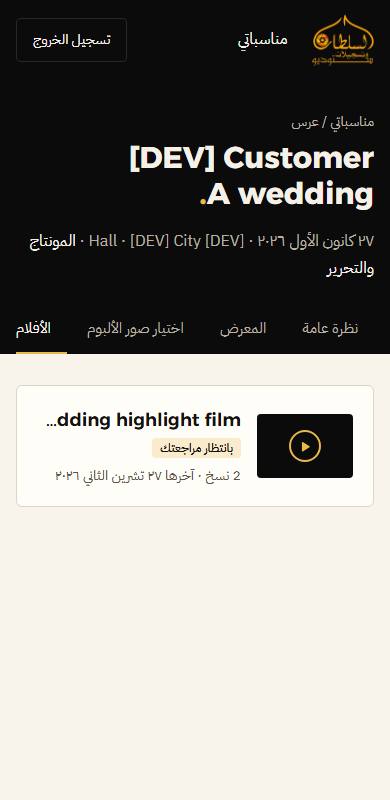 السلطان
مناسباتي
تسجيل الخروج
مناسباتي / عرس
[DEV] Customer
A wedding.
٢٧ كانون الأول ٢٠٢٦ · Hall · [DEV] City [DEV] · المونتاج
والتحرير
نظرة عامة
المعرض
اختيار صور الألبوم
الأفلام
…dding highlight film
بانتظار مراجعتك
2 نسخ · آخرها ٢٧ تشرين الثاني ٢٠٢٦